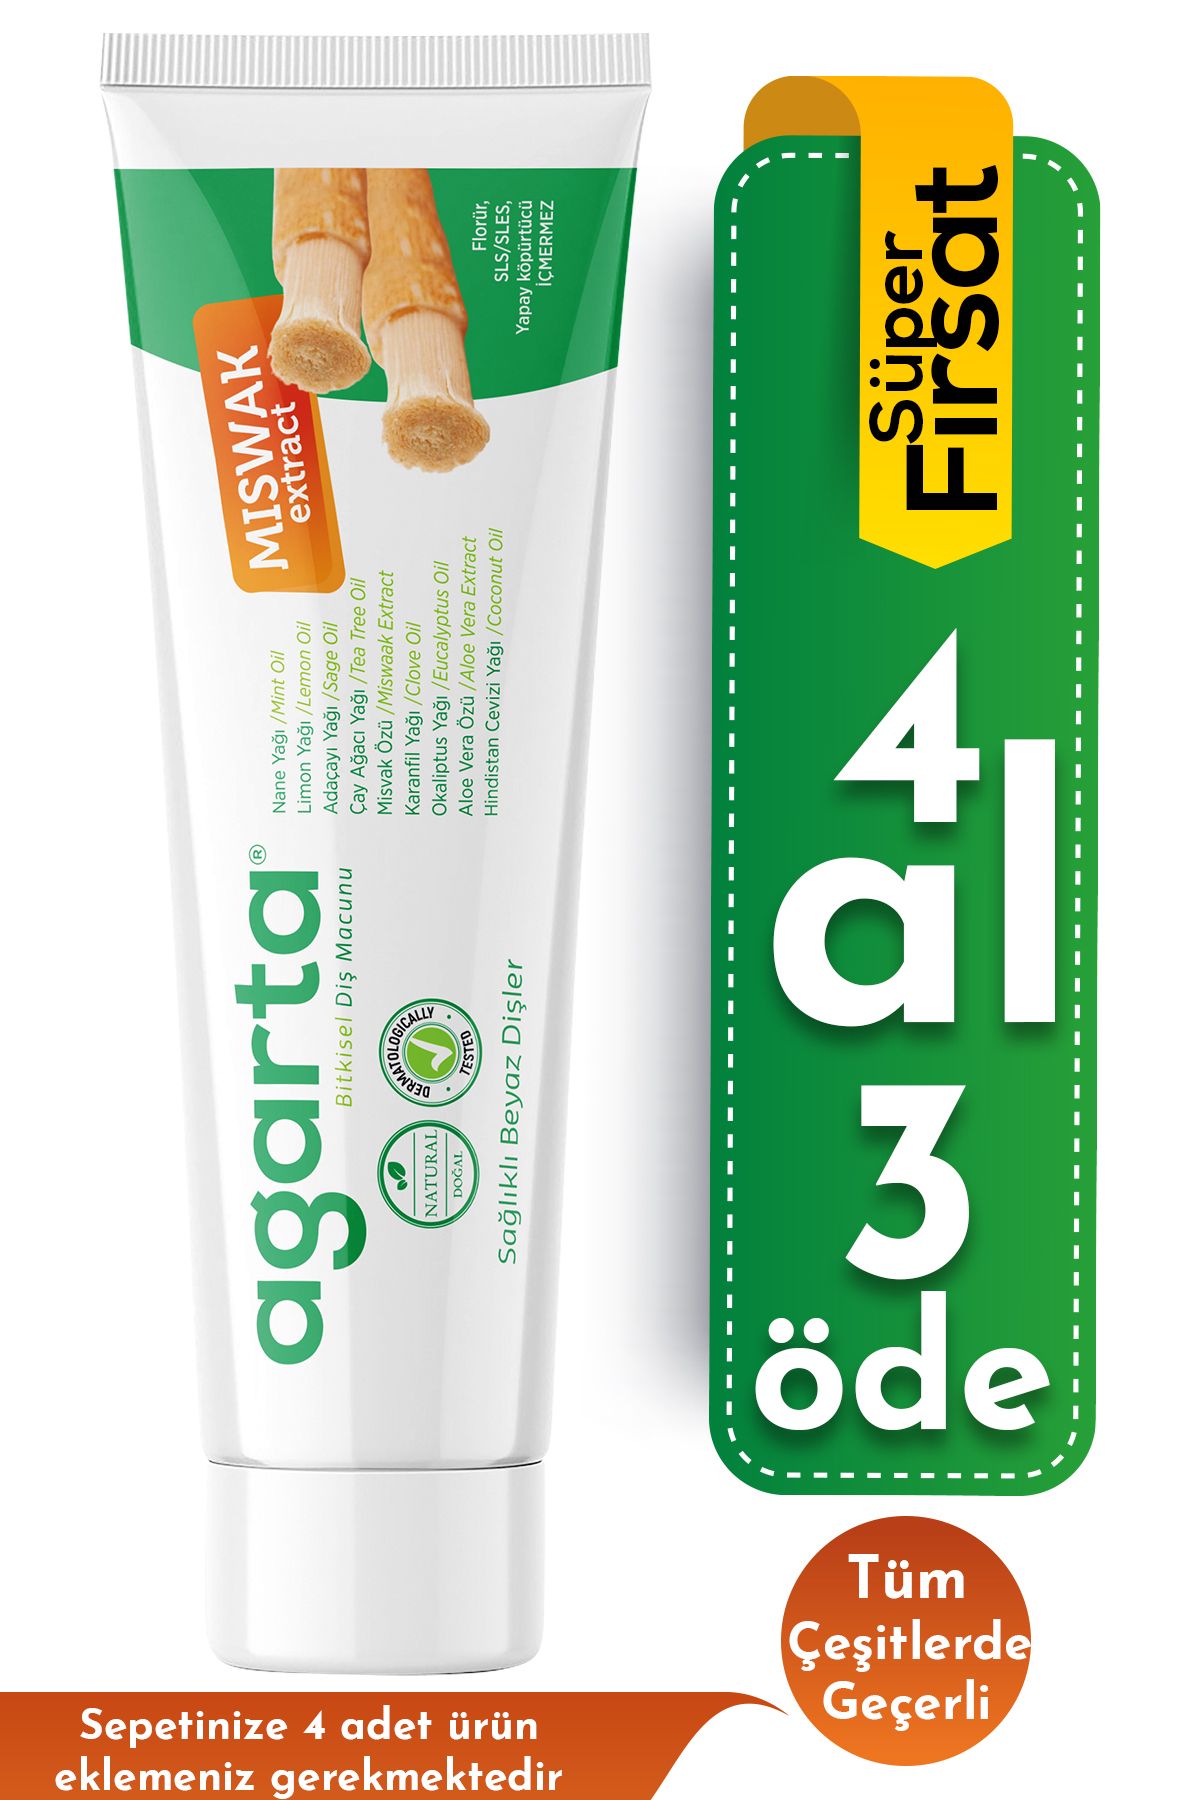 agarta®
Bitkisel Diş Macunu
NATURAL
DOĞAL
DERMATOLOGICALLY
TESTED
Sağlıklı Beyaz Dişler
Nane Yağı /Mint Oil
Limon Yağı /Lemon Oil
Adaçayı Yağı /Sage Oil
Çay Ağacı Yağı /Tea Tree Oil
Misvak Özü /Miswaak Extract
Karanfil Yağı /Clove Oil
Okaliptus Yağı /Eucalyptus Oil
Aloe Vera Özü /Aloe Vera Extract
Hindistan Cevizi Yağı /Coconut Oil
MISWAK
extract
Florür,
SLS/SLES,
Yapay köpürtücü
İÇMERMEZ
Süper
Fırsat
4
al
3
öde
Tüm
Çeşitlerde
Geçerli
Sepetinize 4 adet ürün
eklemeniz gerekmektedir